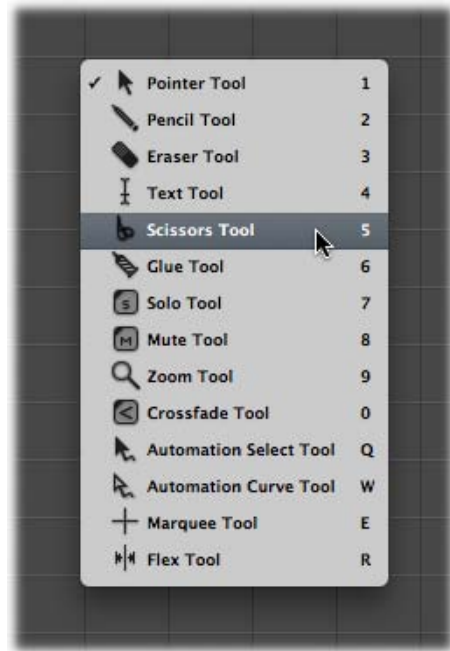 ✓ Pointer Tool 1
Pencil Tool 2
Eraser Tool 3
Text Tool 4
Scissors Tool 5
Glue Tool 6
S Solo Tool 7
M Mute Tool 8
Zoom Tool 9
Crossfade Tool 0
Automation Select Tool Q
Automation Curve Tool W
Marquee Tool E
Flex Tool R